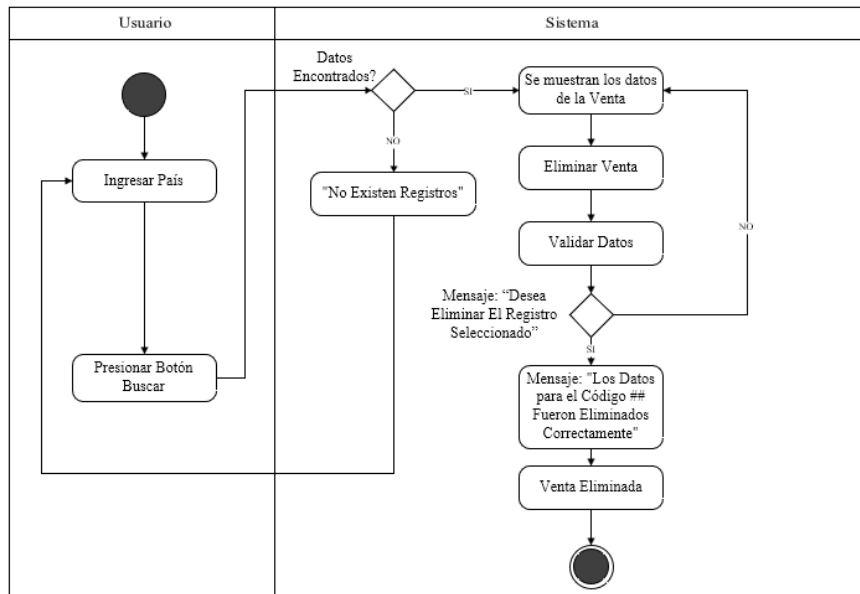 Usuario
Sistema
Datos
Encontrados?
SI
Se muestran los datos
de la Venta
NO
Ingresar País
"No Existen Registros"
Eliminar Venta
Validar Datos
NO
Mensaje: “Desea
Eliminar El Registro
Seleccionado”
SI
Presionar Botón
Buscar
Mensaje: "Los Datos
para el Código ##
Fueron Eliminados
Correctamente"
Venta Eliminada